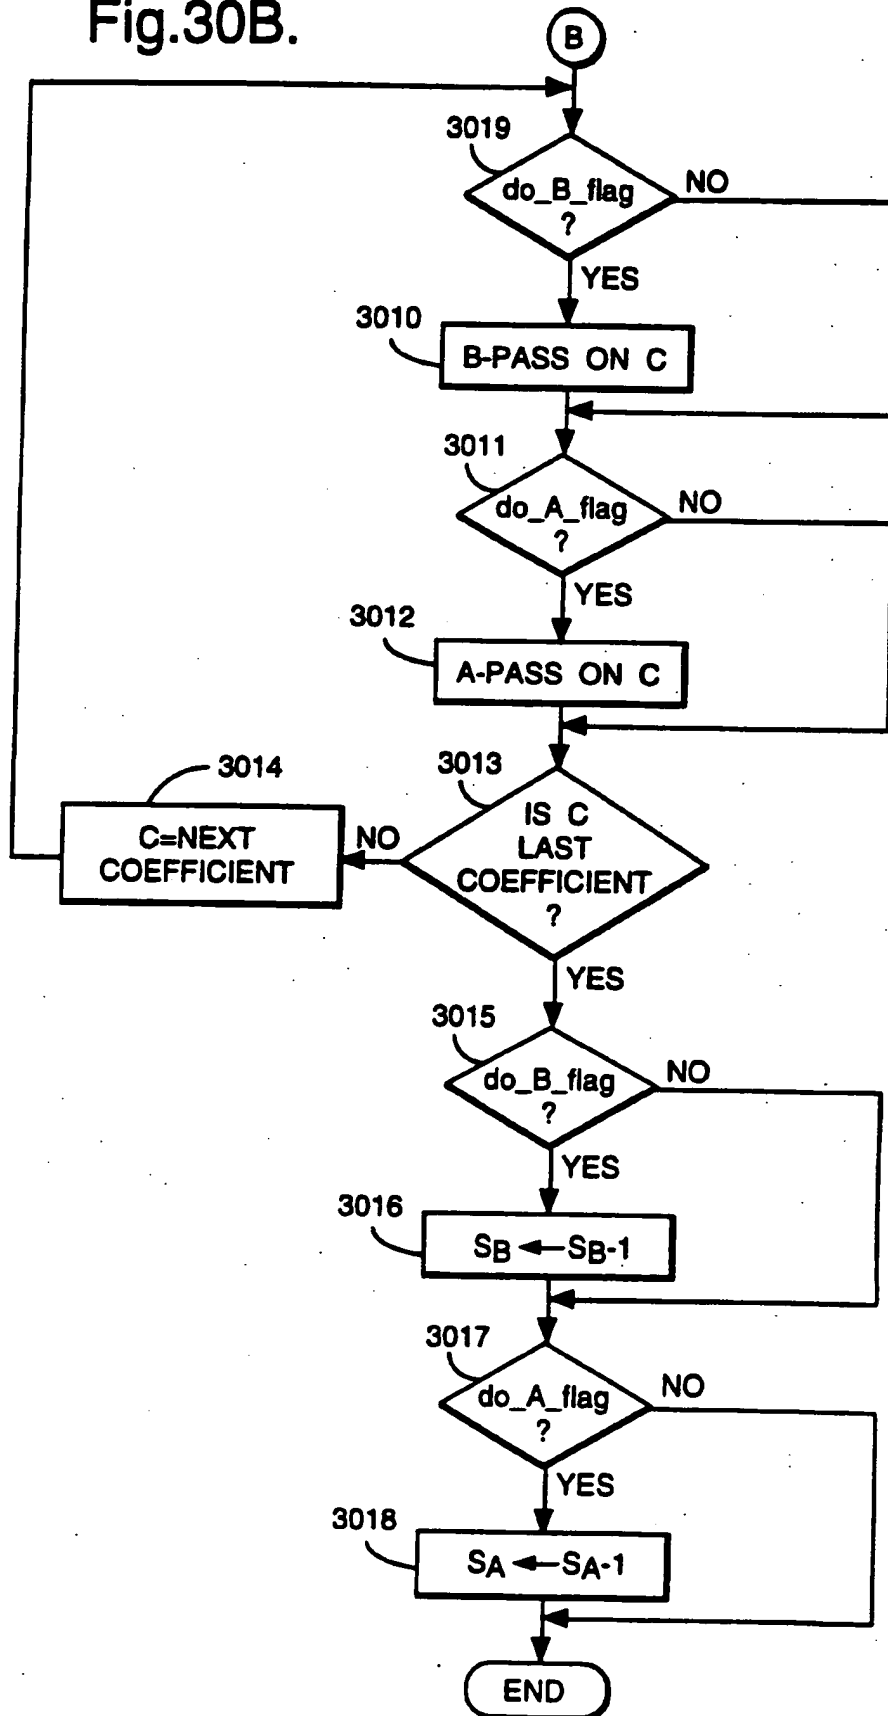 Fig.30B.
B
3019
do_B_flag
?
NO
YES
3010
B-PASS ON C
3011
do_A_flag
?
NO
YES
3012
A-PASS ON C
3013
IS C
LAST
COEFFICIENT
?
NO
3014
C=NEXT
COEFFICIENT
YES
3015
do_B_flag
?
NO
YES
3016
SB ← SB-1
3017
do_A_flag
?
NO
YES
3018
SA ← SA-1
END